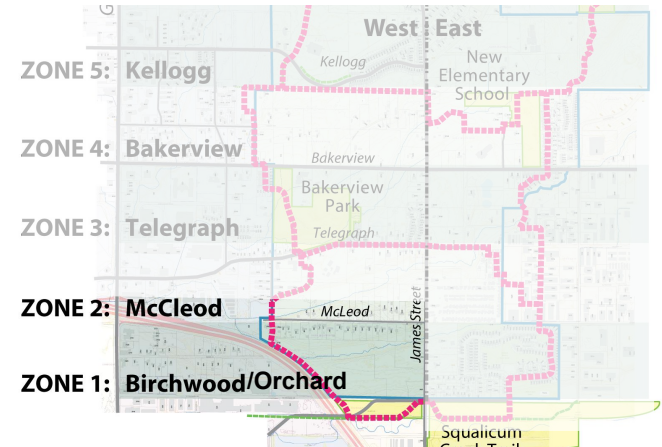 G
West East
Kellogg
New
Elementary
School
ZONE 5: Kellogg
ZONE 4: Bakerview
Bakerview
Bakerview
Park
ZONE 3: Telegraph
Telegraph
James Street
ZONE 2: McCleod
McLeod
ZONE 1: Birchwood/Orchard
Squalicum
Creek Trail